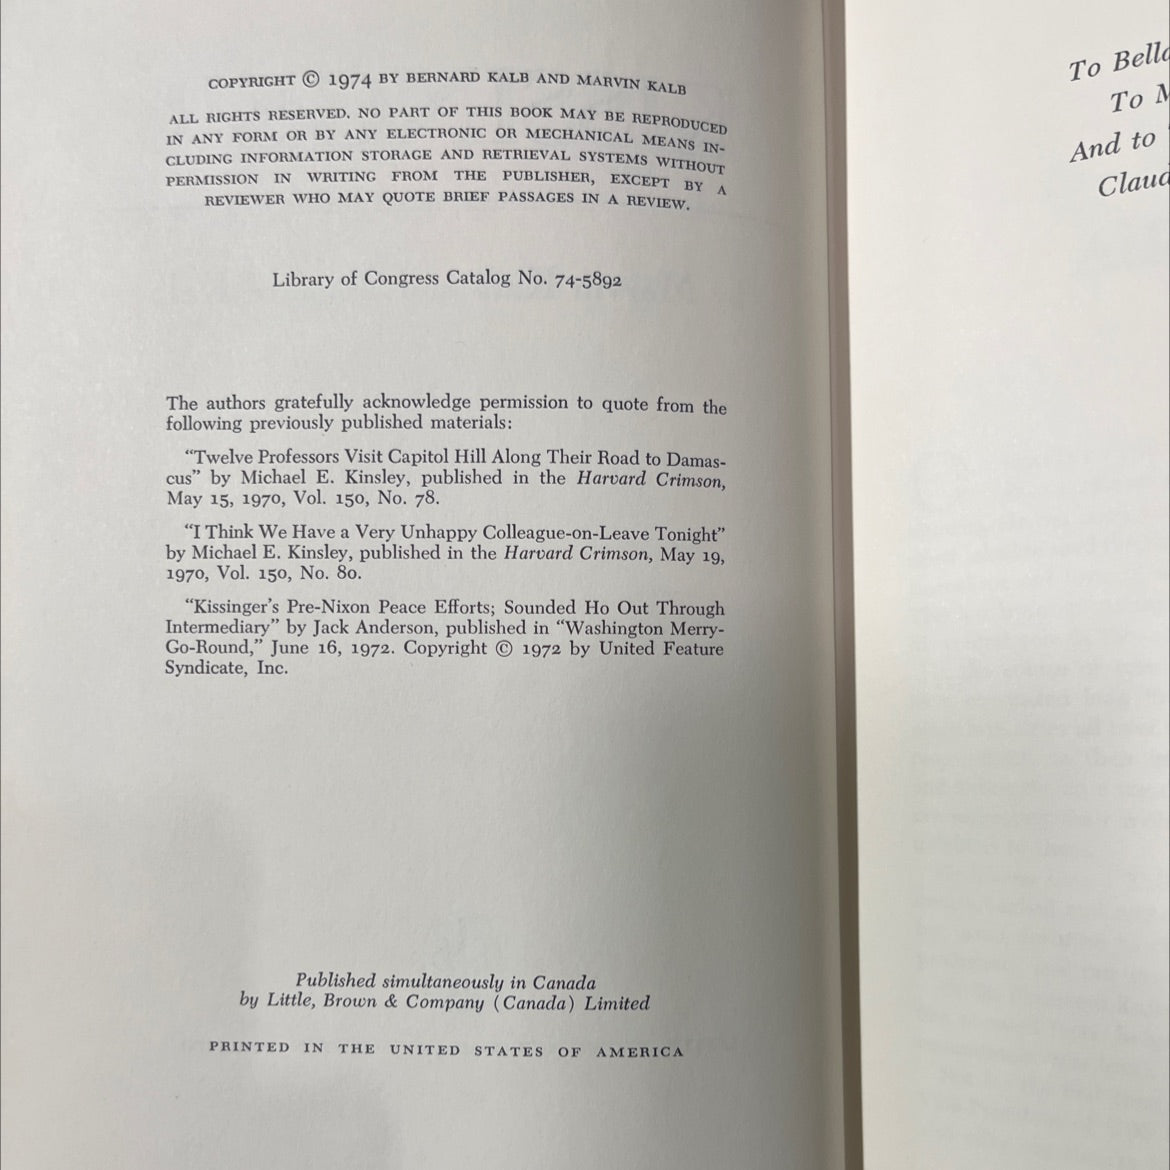 COPYRIGHT © 1974 BY BERNARD KALB AND MARVIN KALB
ALL RIGHTS RESERVED. NO PART OF THIS BOOK MAY BE REPRODUCED
IN ANY FORM OR BY ANY ELECTRONIC OR MECHANICAL MEANS IN-
CLUDING INFORMATION STORAGE AND RETRIEVAL SYSTEMS WITHOUT
PERMISSION IN WRITING FROM THE PUBLISHER, EXCEPT BY A
REVIEWER WHO MAY QUOTE BRIEF PASSAGES IN A REVIEW.
Library of Congress Catalog No. 74-5892
The authors gratefully acknowledge permission to quote from the
following previously published materials:
“Twelve Professors Visit Capitol Hill Along Their Road to Damas-
cus” by Michael E. Kinsley, published in the Harvard Crimson,
May 15, 1970, Vol. 150, No. 78.
“I Think We Have a Very Unhappy Colleague-on-Leave Tonight”
by Michael E. Kinsley, published in the Harvard Crimson, May 19,
1970, Vol. 150, No. 80.
“Kissinger’s Pre-Nixon Peace Efforts; Sounded Ho Out Through
Intermediary” by Jack Anderson, published in “Washington Merry-
Go-Round,” June 16, 1972. Copyright © 1972 by United Feature
Syndicate, Inc.
Published simultaneously in Canada
by Little, Brown & Company (Canada) Limited
PRINTED IN THE UNITED STATES OF AMERICA
To
To
And to